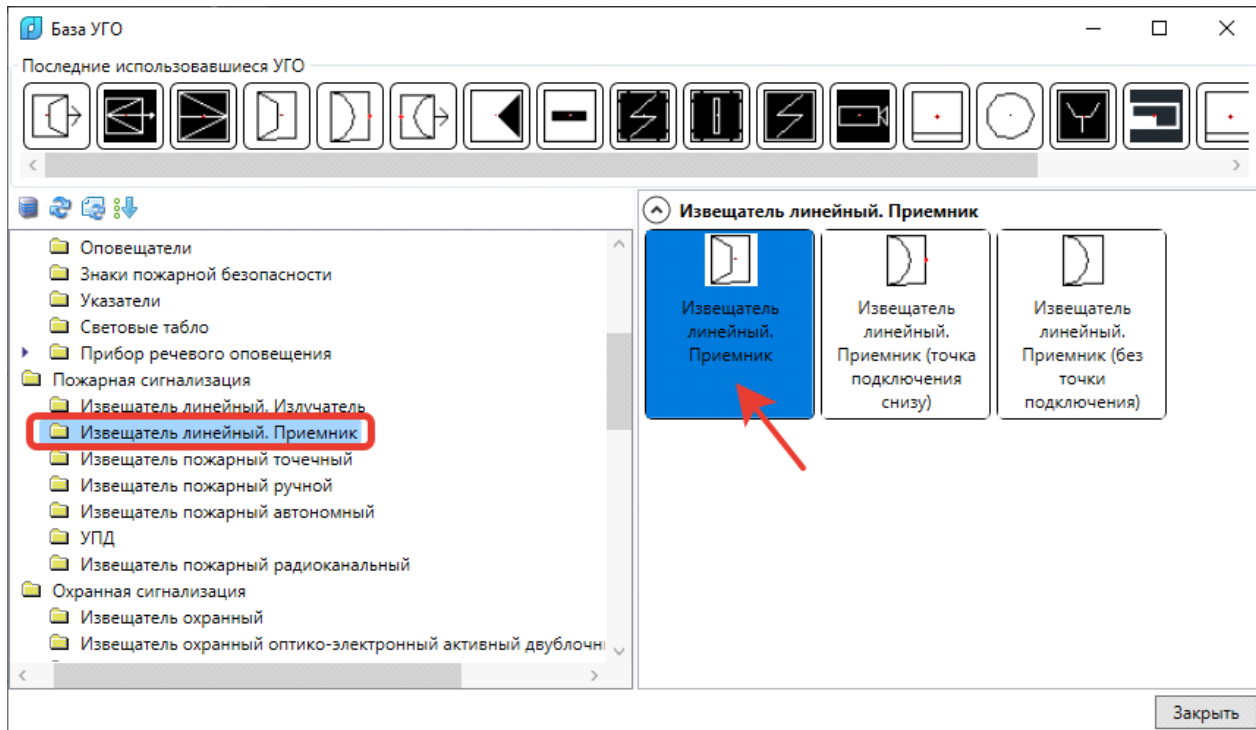 База УГО
Последние использовавшиеся УГО
Оповещатели
Знаки пожарной безопасности
Указатели
Световые табло
Прибор речевого оповещения
Пожарная сигнализация
Извещатель линейный. Излучатель
Извещатель линейный. Приемник
Извещатель пожарный точечный
Извещатель пожарный ручной
Извещатель пожарный автономный
УПД
Извещатель пожарный радиоканальный
Охранная сигнализация
Извещатель охранный
Извещатель охранный оптико-электронный активный двублочн
Извещатель линейный. Приемник
Извещатель
линейный.
Приемник
Извещатель
линейный.
Приемник (точка
подключения
снизу)
Извещатель
линейный.
Приемник (без
точки
подключения)
Закрыть